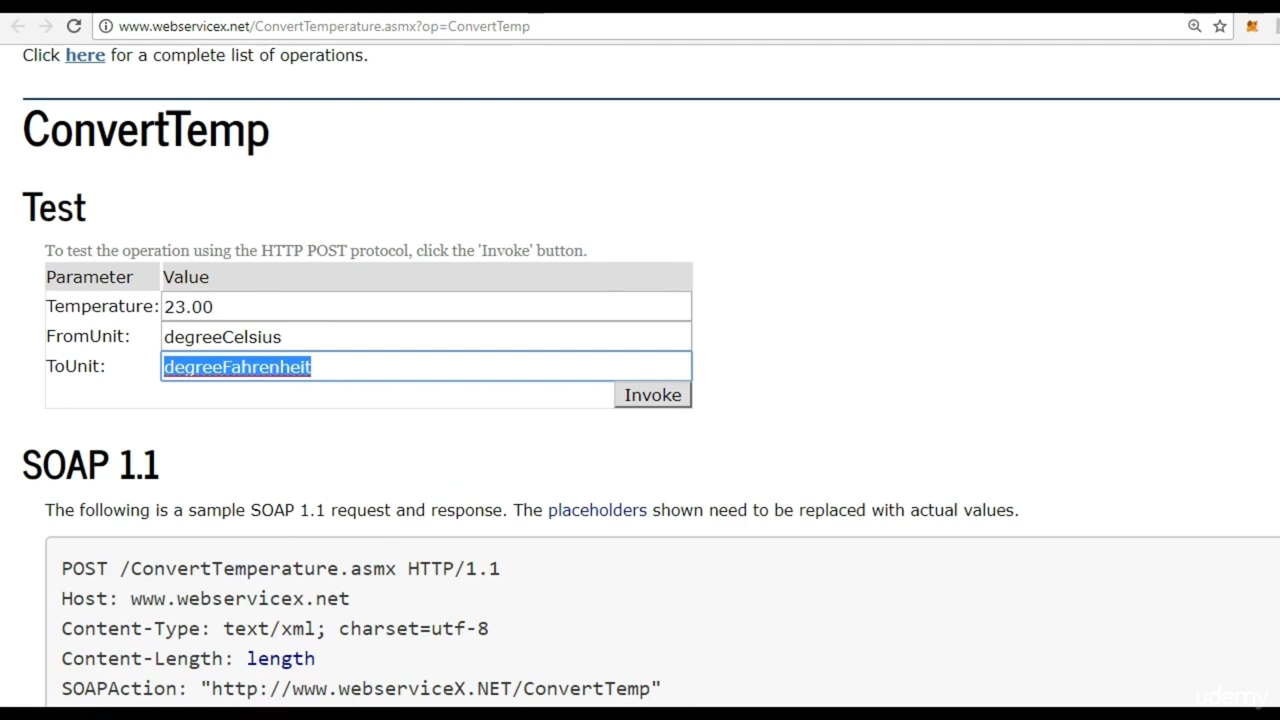 www.webservicex.net/ConvertTemperature.asmx?op=ConvertTemp
Click here for a complete list of operations.
ConvertTemp
Test
To test the operation using the HTTP POST protocol, click the 'Invoke' button.
Parameter Value
Temperature: 23.00
FromUnit: degreeCelsius
ToUnit: degreeFahrenheit
Invoke
SOAP 1.1
The following is a sample SOAP 1.1 request and response. The placeholders shown need to be replaced with actual values.
POST /ConvertTemperature.asmx HTTP/1.1
Host: www.webservicex.net
Content-Type: text/xml; charset=utf-8
Content-Length: length
SOAPAction: "http://www.webserviceX.NET/ConvertTemp"
udemy